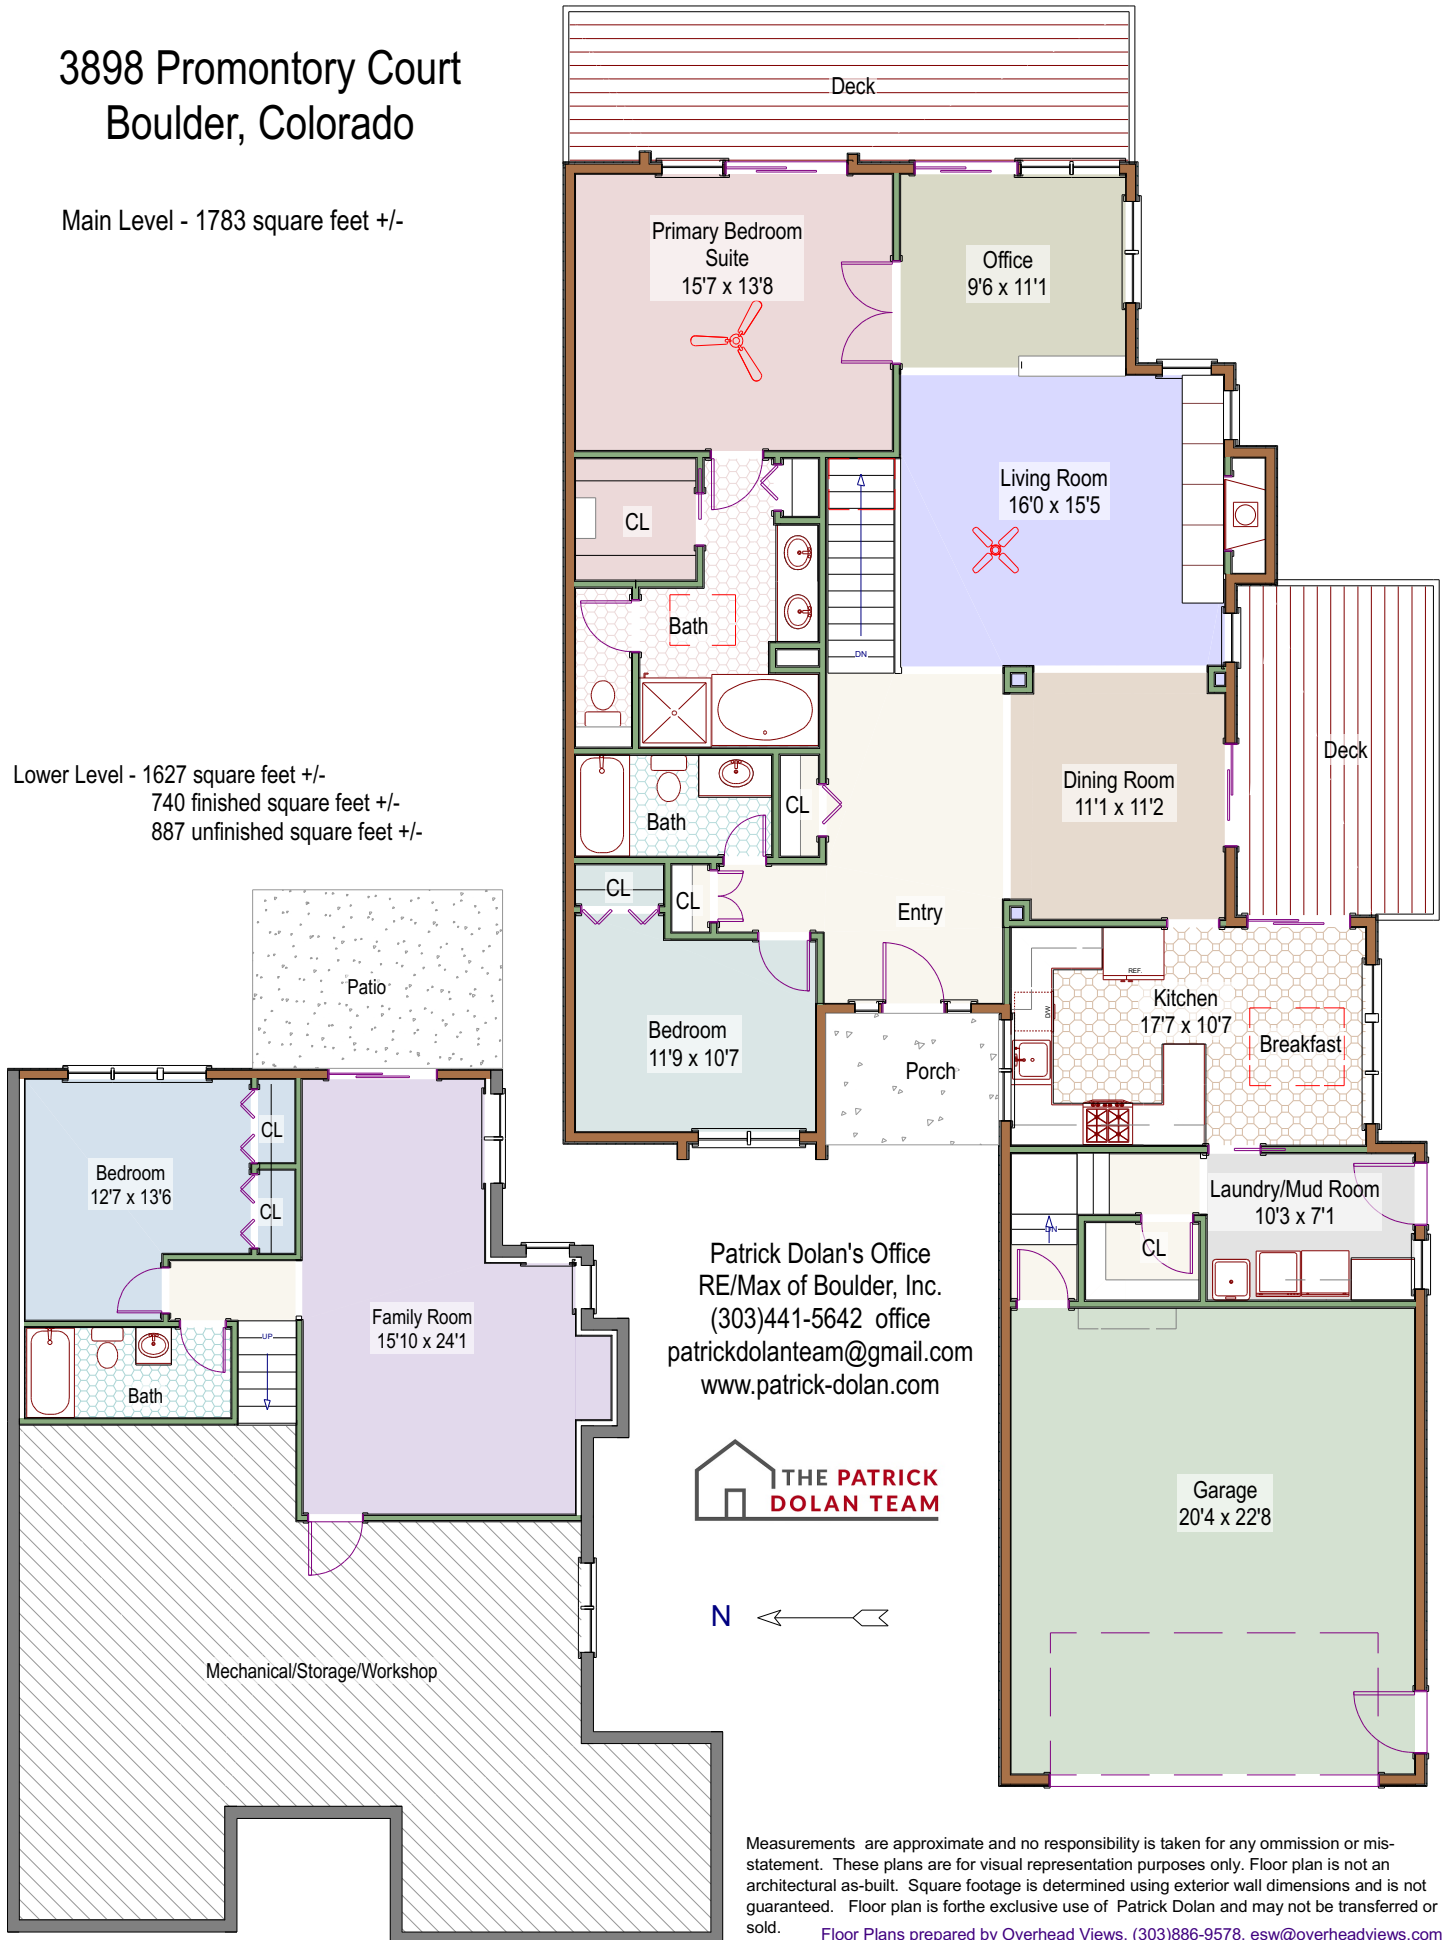 3898 Promontory Court
Boulder, Colorado
Main Level - 1783 square feet +/-
Deck
Primary Bedroom
Suite
15'7 x 13'8
Office
9'6 x 11'1
Living Room
16'0 x 15'5
CL
Bath
DN
Dining Room
11'1 x 11'2
Deck
Bath
CL
CL
CL
Entry
Bedroom
11'9 x 10'7
Porch
REF.
D/W
Kitchen
17'7 x 10'7
Breakfast
Laundry/Mud Room
10'3 x 7'1
DN
CL
Garage
20'4 x 22'8
Lower Level - 1627 square feet +/-
740 finished square feet +/-
887 unfinished square feet +/-
Patio
Bedroom
12'7 x 13'6
CL
CL
Family Room
15'10 x 24'1
UP
Bath
Mechanical/Storage/Workshop
Patrick Dolan's Office
RE/Max of Boulder, Inc.
(303)441-5642 office
patrickdolanteam@gmail.com
www.patrick-dolan.com
THE PATRICK
DOLAN TEAM
N
Measurements are approximate and no responsibility is taken for any ommission or mis-
statement. These plans are for visual representation purposes only. Floor plan is not an
architectural as-built. Square footage is determined using exterior wall dimensions and is not
guaranteed. Floor plan is forthe exclusive use of Patrick Dolan and may not be transferred or
sold.
Floor Plans prepared by Overhead Views, (303)886-9578, esw@overheadviews.com